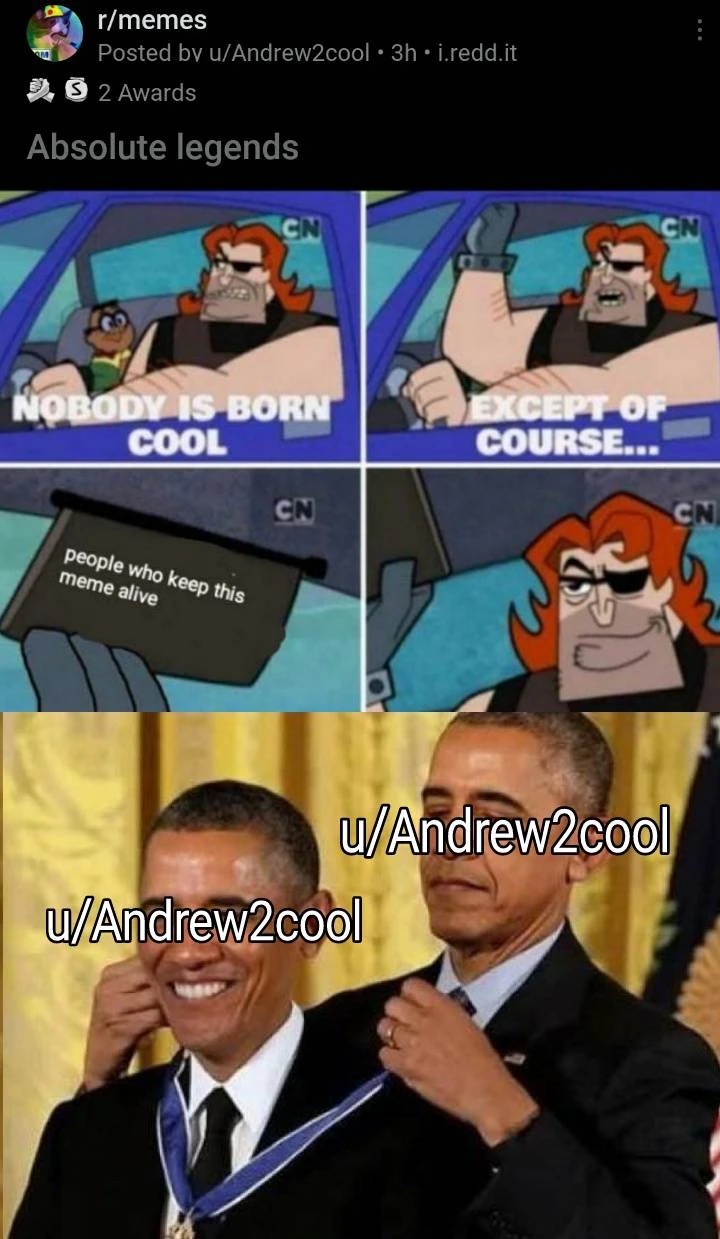 r/memes
Posted by u/Andrew2cool • 3h • i.redd.it
2 Awards
Absolute legends
CN
CN
NOBODY IS BORN
COOL
EXCEPT OF
COURSE...
CN
CN
people who keep this
meme alive
u/Andrew2cool
u/Andrew2cool